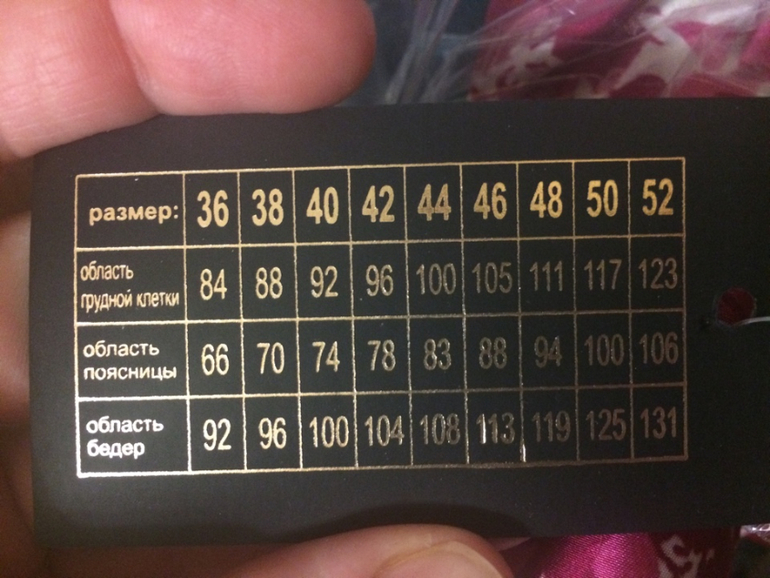 размер: 36 38 40 42 44 46 48 50 52
область
грудной клетки 84 88 92 96 100 105 111 117 123
область
поясницы 66 70 74 78 83 88 94 100 106
область
бедер 92 96 100 104 108 113 119 125 131